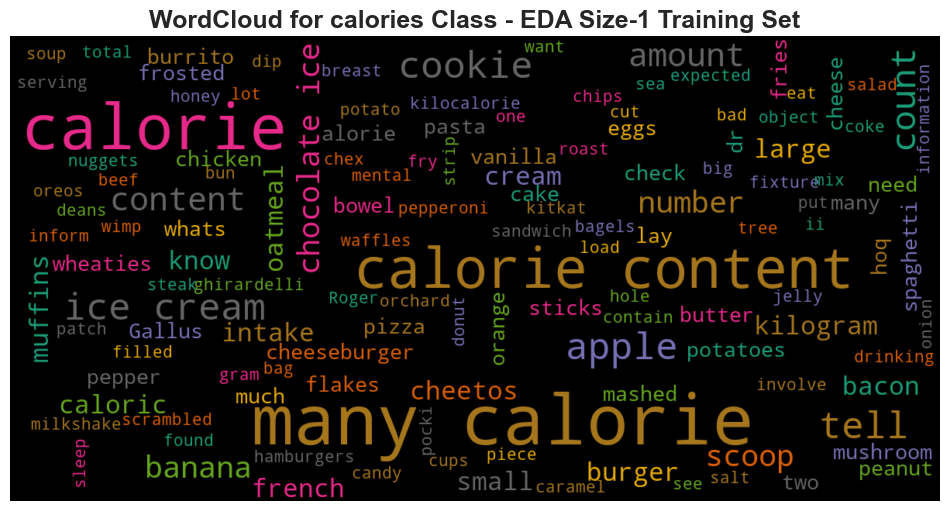 WordCloud for calories Class - EDA Size-1 Training Set
soup
total
burrito
dip
want
cookie
amount
fries
cheese
count
serving
frosted
chocolate ice
breast
sea
expected
eat
salad
information
honey
lot
potato
kilocalorie
chips
calorie
alorie
pasta
one
cut
eggs
bad
object
coke
dr
large
nuggets
chicken
chex
fry
strip
vanilla
roast
beef
bun
oatmeal
mental
cream
check
big
fixture
mix
need
oreos
content
cake
put
many
deans
bowel
pepperoni
kitkat
number
wimp
whats
sandwich
bagels
lay
tree
ii
inform
waffles
load
hoq
spaghetti
muffins
wheaties
know
calorie content
steak
ghirardelli
Roger
orchard
hole
jelly
ice cream
donut
orange
sticks
contain
butter
kilogram
onion
patch
Gallus
intake
pizza
filled
cheeseburger
apple
potatoes
drinking
pepper
gram
bag
flakes
cheetos
mashed
involve
bacon
caloric
much
many calorie
tell
milkshake
scrambled
pocki
found
hamburgers
piece
scoop
mushroom
sleep
banana
cups
burger
peanut
candy
french
small
caramel
see
salt
two